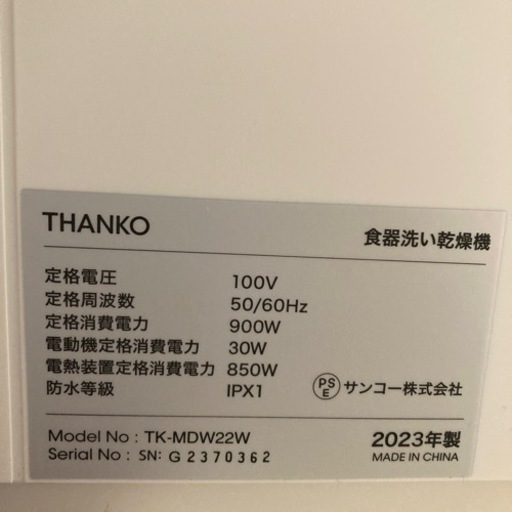 THANKO
食器洗い乾燥機
定格電圧 100V
定格周波数 50/60Hz
定格消費電力 900W
電動機定格消費電力 30W
電熱装置定格消費電力 850W
防水等級 IPX1
PSE サンコー株式会社
Model No : TK-MDW22W
2023年製
Serial No : SN: G2370362
MADE IN CHINA